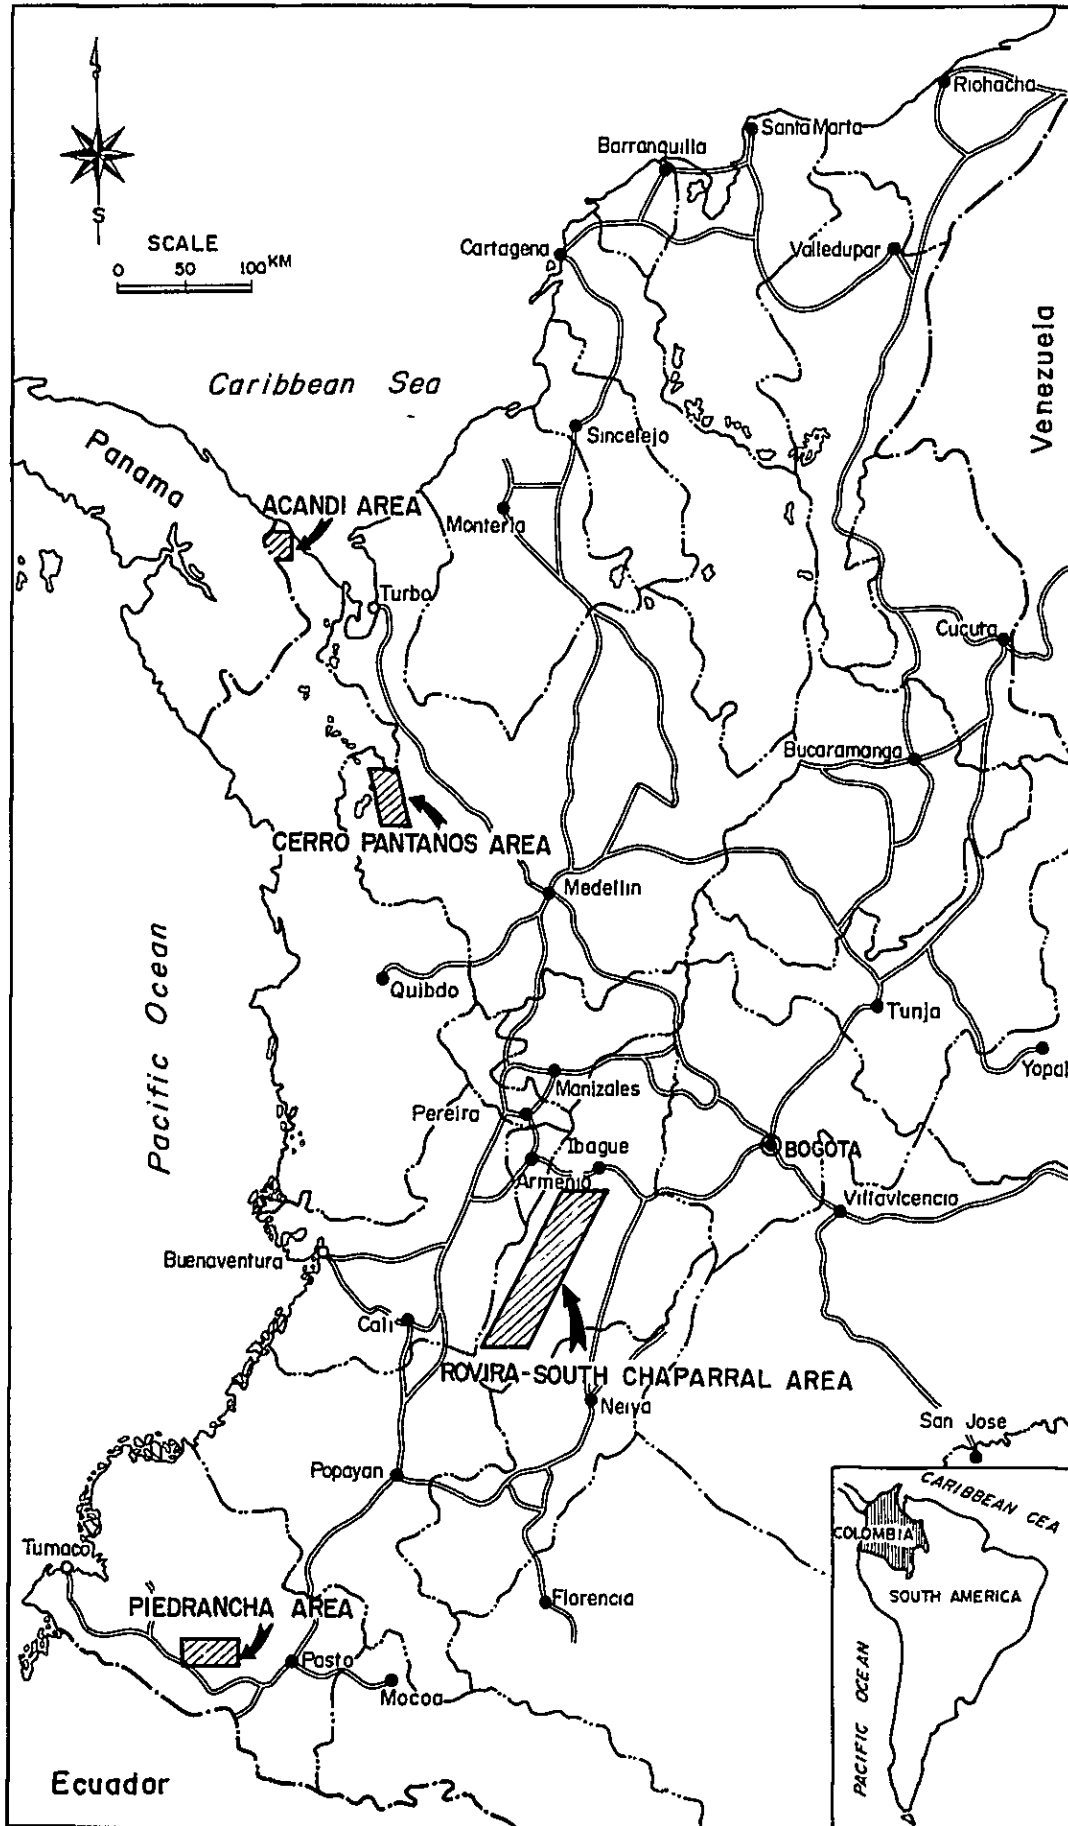 Riohacha
Santa Marta
Barranquilla
S
SCALE
0 50 100 KM
Cartagena
Valledupar
Venezuela
Caribbean Sea
Sincelejo
Panama
ACANDI AREA
Monteria
Turbo
Cucuta
Bucaramanga
CERRO PANTANOS AREA
Medellin
Pacific Ocean
Quibdo
Tunja
Yopal
Manizales
Pereira
Ibague
BOGOTA
Armenia
Villavicencio
Buenaventura
Cali
ROVIRA-SOUTH CHAPARRAL AREA
Neiva
San Jose
Popayan
CARIBBEAN CEA
COLOMBIA
Tumaco
SOUTH AMERICA
Florencia
PIEDRANCHA AREA
Pasto
Mocoa
PACIFIC OCEAN
Ecuador